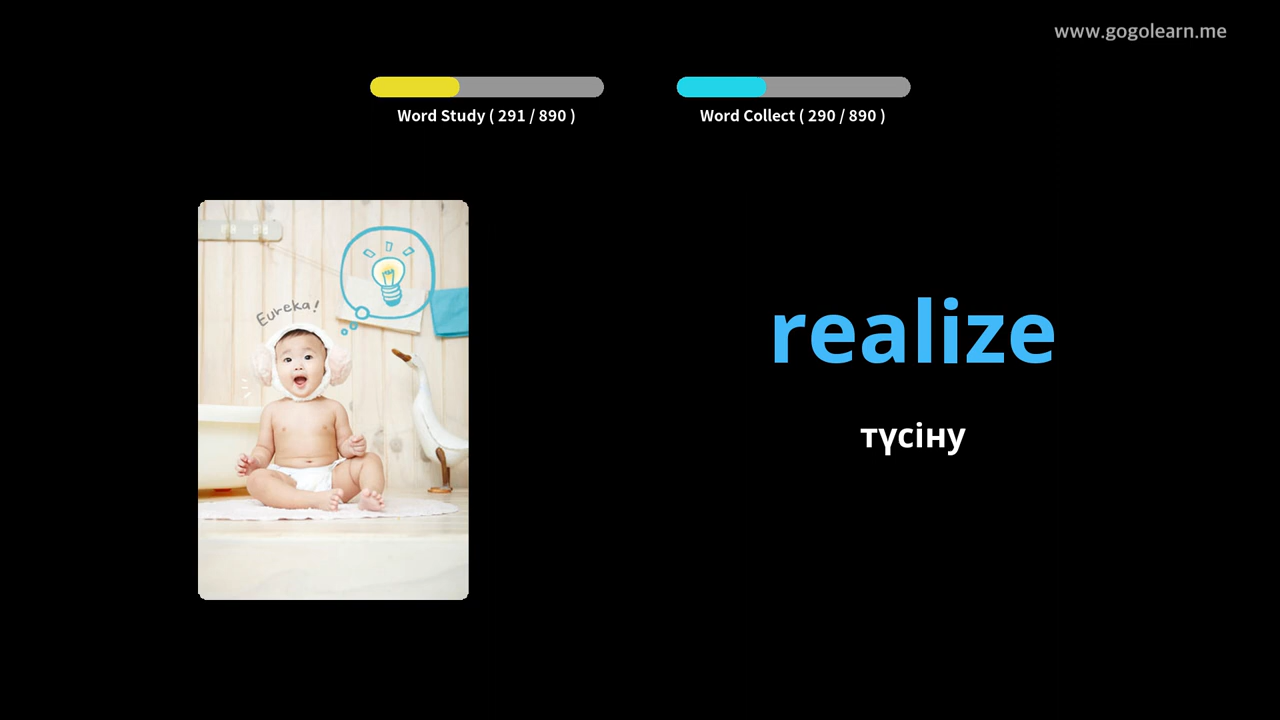 www.gogolearn.me
Word Study ( 291 / 890 )
Word Collect ( 290 / 890 )
Eureka!
realize
түсіну